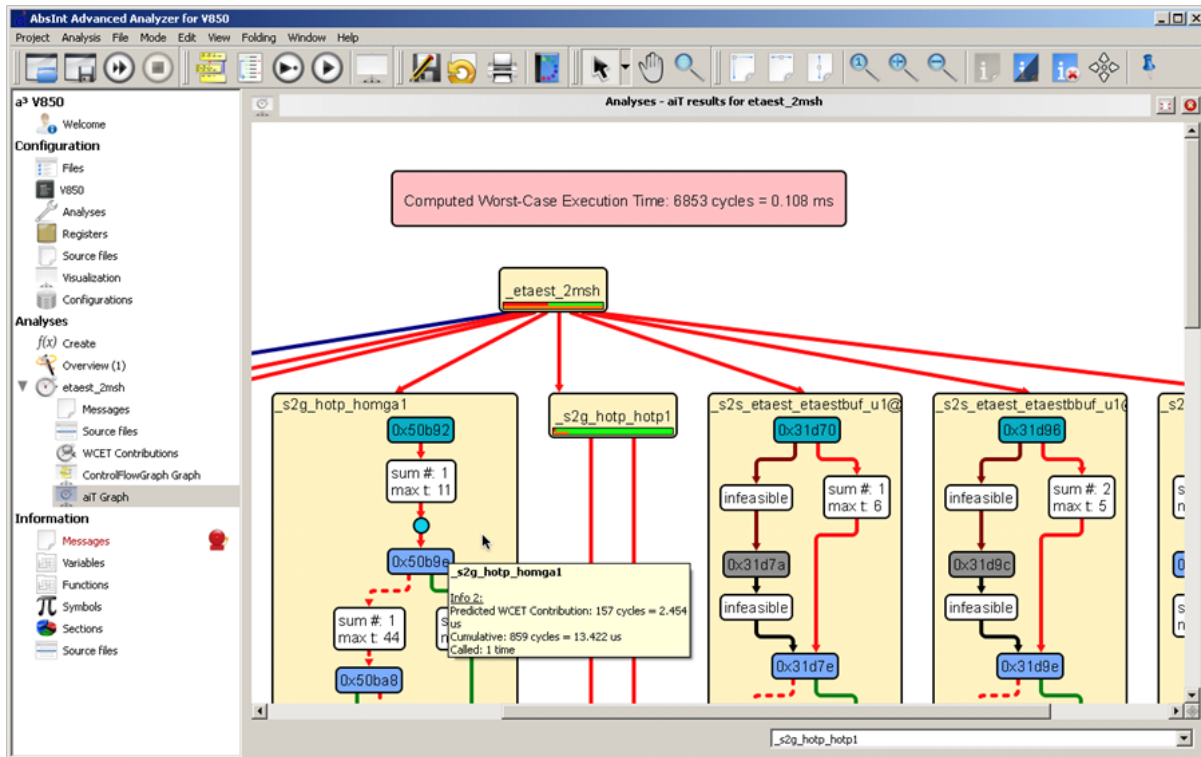 AbsInt Advanced Analyzer for V850
Project Analysis File Mode Edit View Folding Window Help
a³ V850
Welcome
Configuration
Files
V850
Analyses
Registers
Source files
Visualization
Configurations
Analyses
f(x) Create
Overview (1)
etaest_2msh
Messages
Source files
WCET Contributions
ControlFlowGraph Graph
aiT Graph
Information
Messages
Variables
Functions
Symbols
Sections
Source files
Analyses - aiT results for etaest_2msh
Computed Worst-Case Execution Time: 6853 cycles = 0.108 ms
_etaest_2msh
_s2g_hotp_homga1
0x50b92
sum #: 1
max t: 11
0x50b9e
sum #: 1
max t: 44
0x50ba8
_s2g_hotp_homga1
Info 2:
Predicted WCET Contribution: 157 cycles = 2.454
us
Cumulative: 859 cycles = 13.422 us
Called: 1 time
_s2g_hotp_hotp1
_s2s_etaest_etaestbuf_u1@
0x31d70
infeasible
sum #: 1
max t: 6
0x31d7a
infeasible
0x31d7e
_s2s_etaest_etaestbbuf_u1@
0x31d96
infeasible
sum #: 2
max t: 5
0x31d9c
infeasible
0x31d9e
_s2g_hotp_hotp1